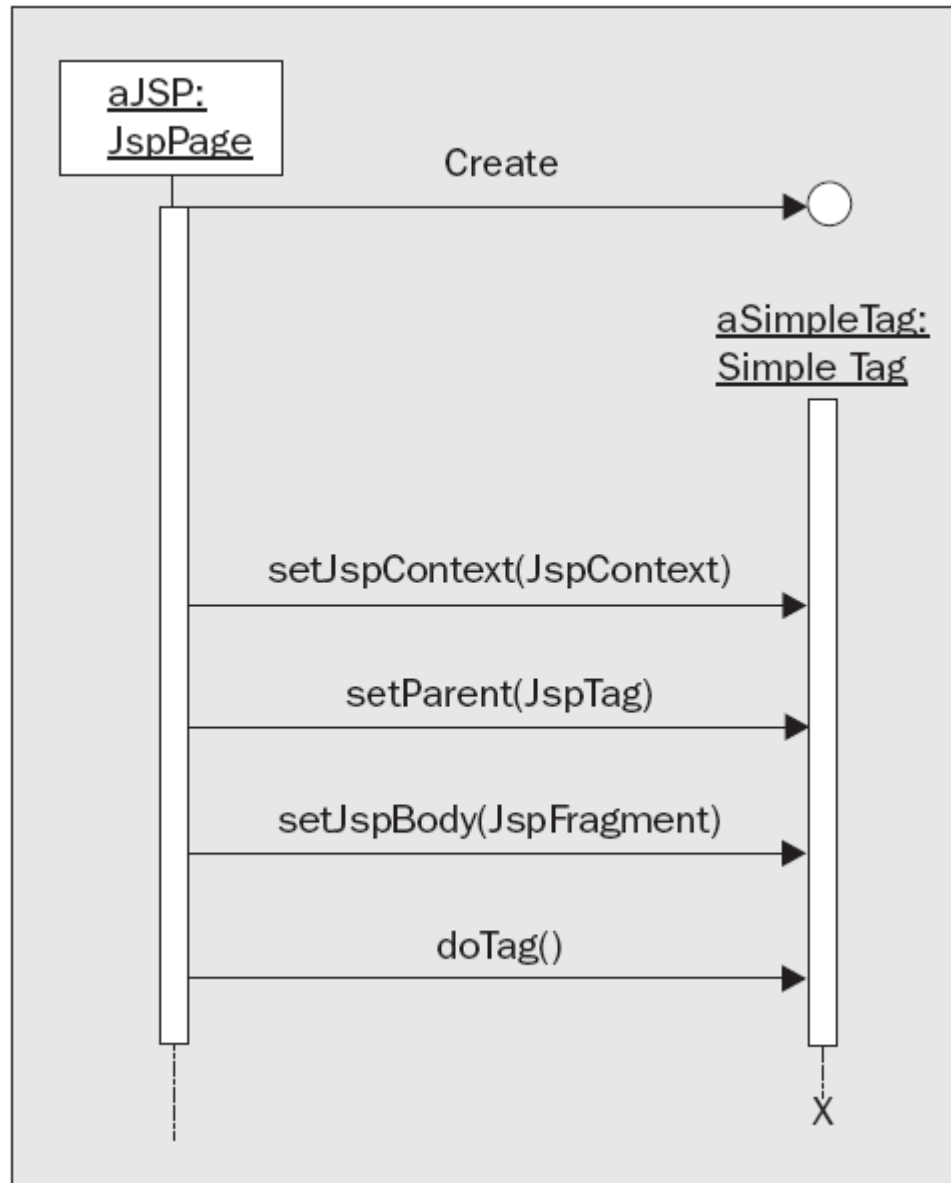 aJSP:
JspPage
Create
aSimpleTag:
Simple Tag
setJspContext(JspContext)
setParent(JspTag)
setJspBody(JspFragment)
doTag()
X